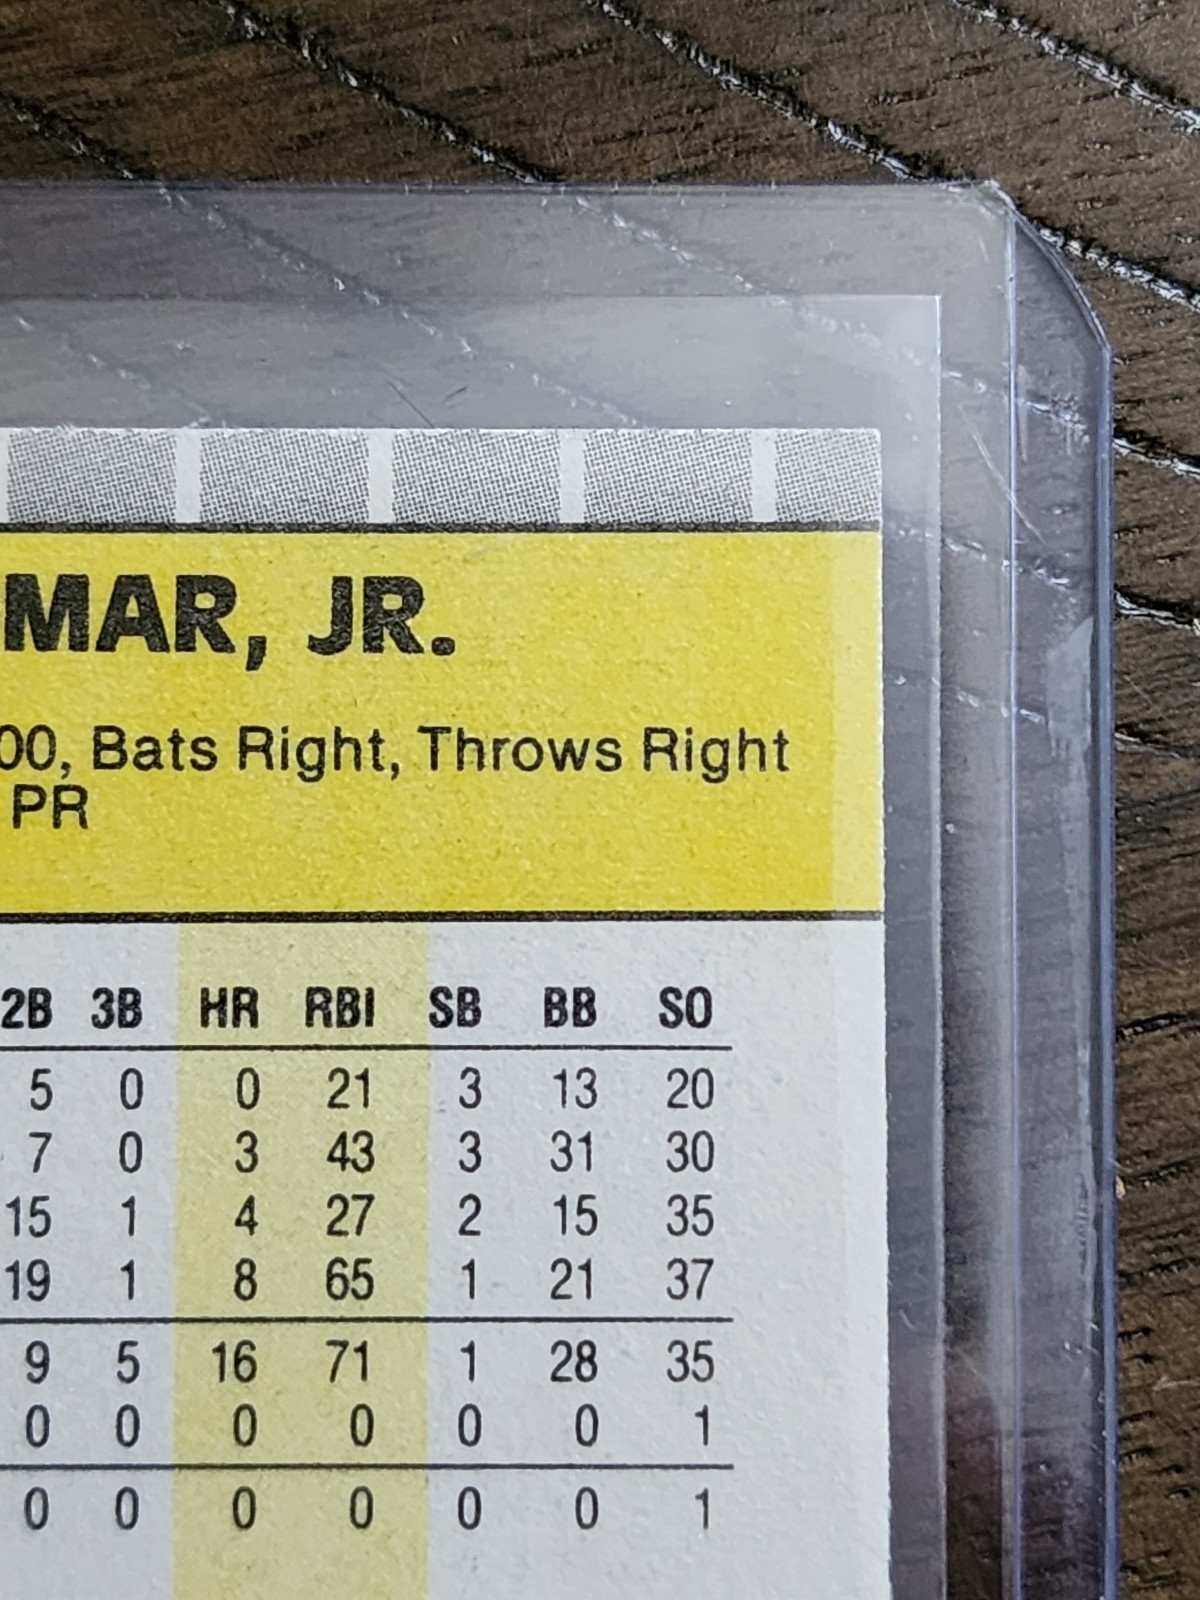 MAR, JR.
00, Bats Right, Throws Right
PR
2B 3B HR RBI SB BB SO
5 0 0 21 3 13 20
7 0 3 43 3 31 30
15 1 4 27 2 15 35
19 1 8 65 1 21 37
9 5 16 71 1 28 35
0 0 0 0 0 0 1
0 0 0 0 0 0 1